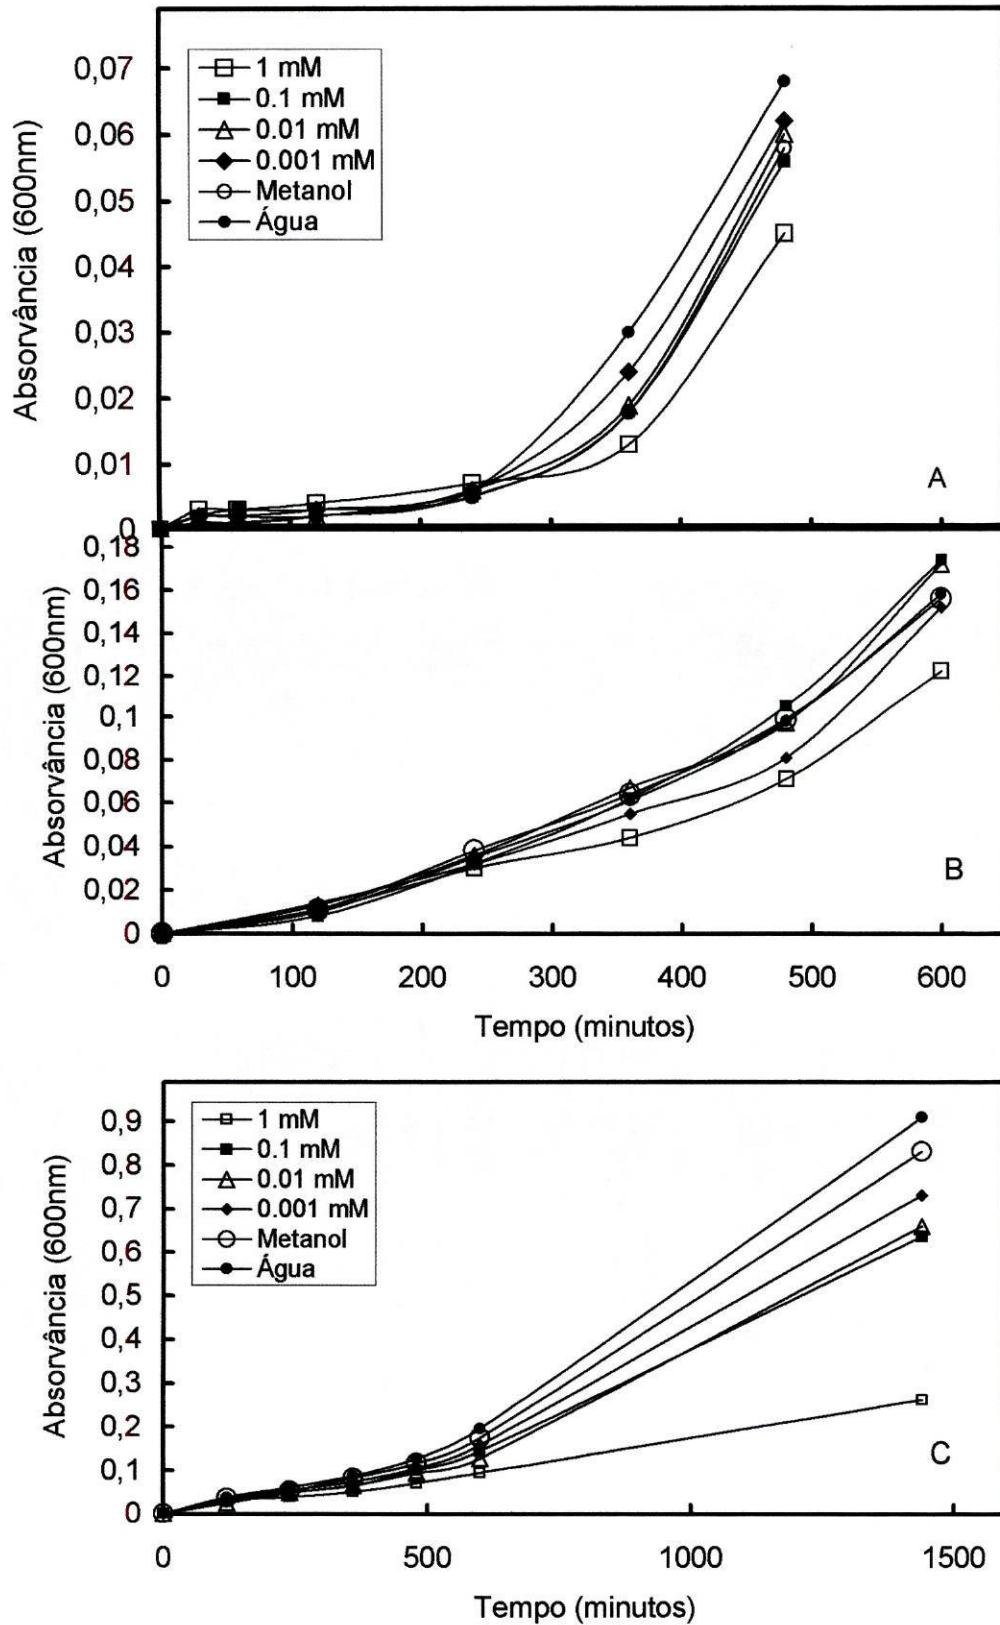 Absorvância (600nm)
0,07
0,06
0,05
0,04
0,03
0,02
0,01
0
1 mM
0.1 mM
0.01 mM
0.001 mM
Metanol
Água
A
Absorvância (600nm)
0,18
0,16
0,14
0,12
0,1
0,08
0,06
0,04
0,02
0
B
0 100 200 300 400 500 600
Tempo (minutos)
Absorvância (600nm)
0,9
0,8
0,7
0,6
0,5
0,4
0,3
0,2
0,1
0
1 mM
0.1 mM
0.01 mM
0.001 mM
Metanol
Água
C
0 500 1000 1500
Tempo (minutos)